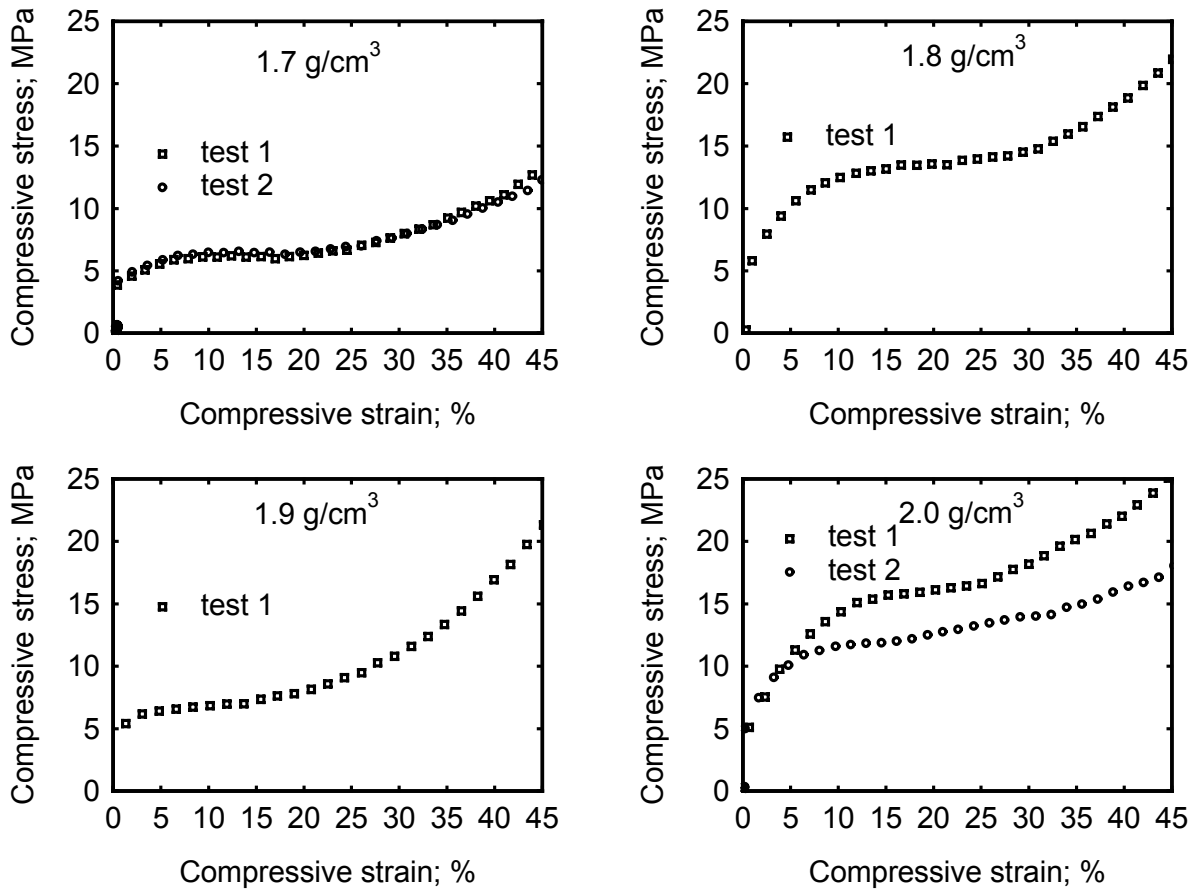 1.7 g/cm³
Compressive stress; MPa
25
20
15
10
5
0
test 1
test 2
0 5 10 15 20 25 30 35 40 45
Compressive strain; %
1.8 g/cm³
Compressive stress; MPa
25
20
15
10
5
0
test 1
0 5 10 15 20 25 30 35 40 45
Compressive strain; %
1.9 g/cm³
Compressive stress; MPa
25
20
15
10
5
0
test 1
0 5 10 15 20 25 30 35 40 45
Compressive strain; %
2.0 g/cm³
Compressive stress; MPa
25
20
15
10
5
0
test 1
test 2
0 5 10 15 20 25 30 35 40 45
Compressive strain; %